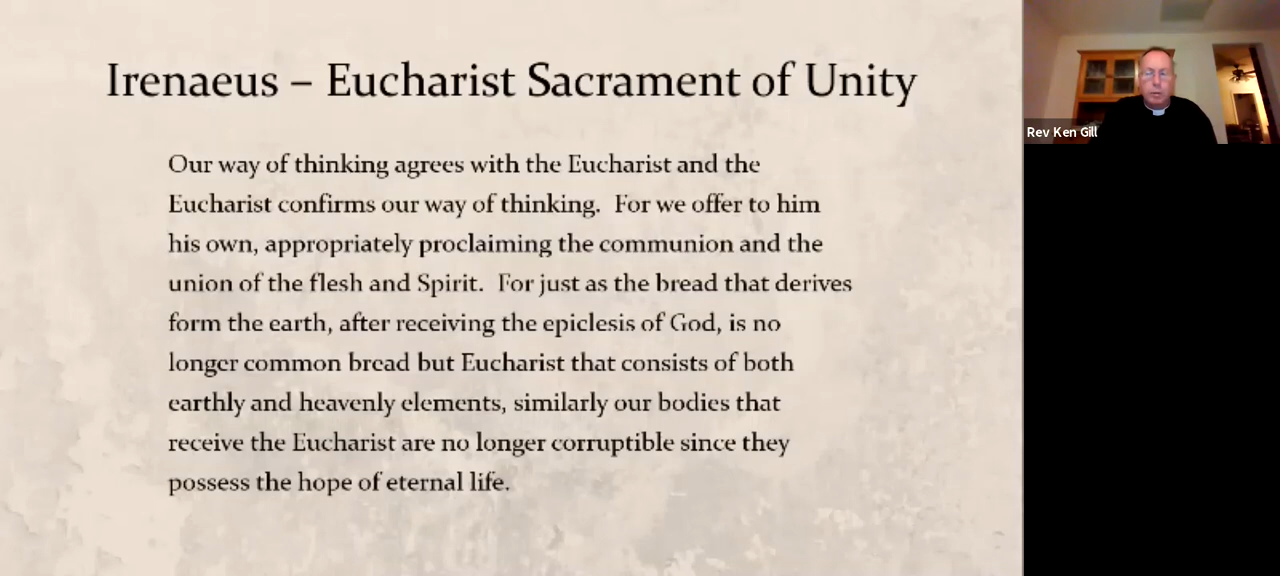 Irenaeus – Eucharist Sacrament of Unity
Our way of thinking agrees with the Eucharist and the
Eucharist confirms our way of thinking.  For we offer to him
his own, appropriately proclaiming the communion and the
union of the flesh and Spirit.  For just as the bread that derives
form the earth, after receiving the epiclesis of God, is no
longer common bread but Eucharist that consists of both
earthly and heavenly elements, similarly our bodies that
receive the Eucharist are no longer corruptible since they
possess the hope of eternal life.
Rev Ken Gill